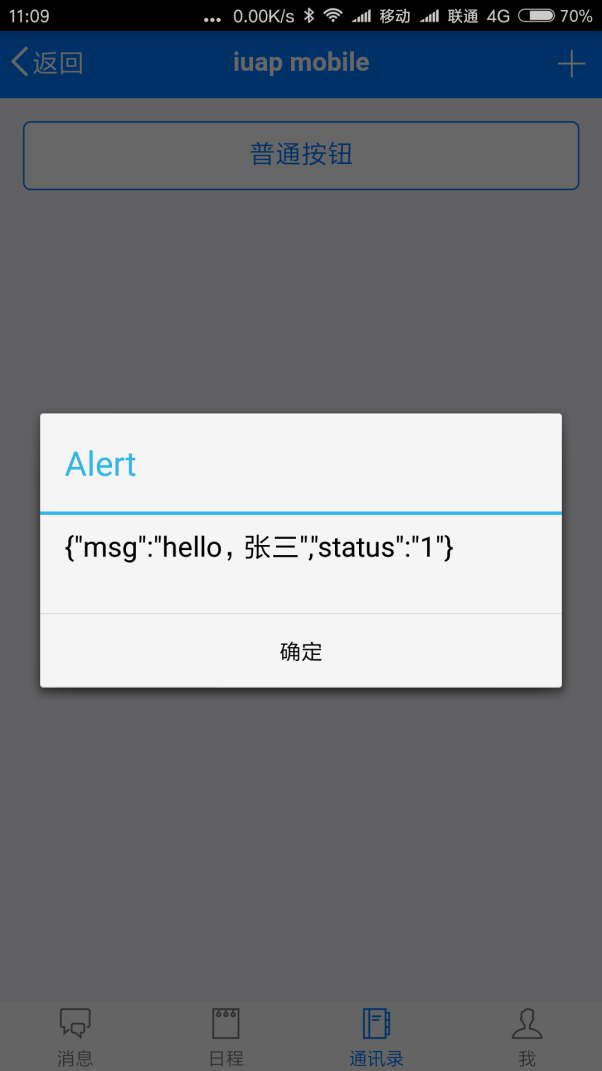 11:09 ... 0.00K/s 移动 联通 4G 70%
返回 iuap mobile
普通按钮
Alert
{"msg":"hello，张三","status":"1"}
确定
消息 日程 通讯录 我